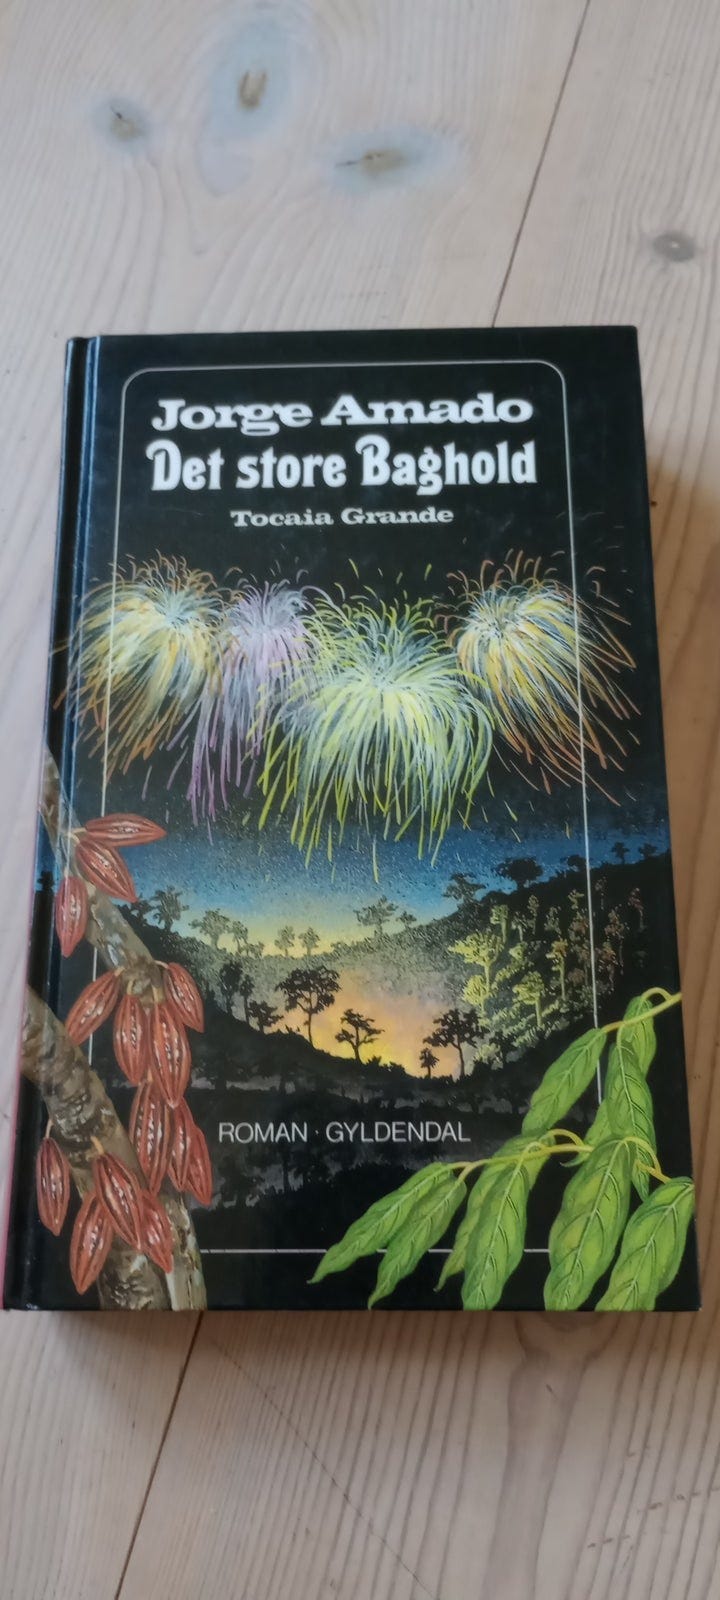 Jorge Amado
Det store Baghold
Tocaia Grande
ROMAN · GYLDENDAL